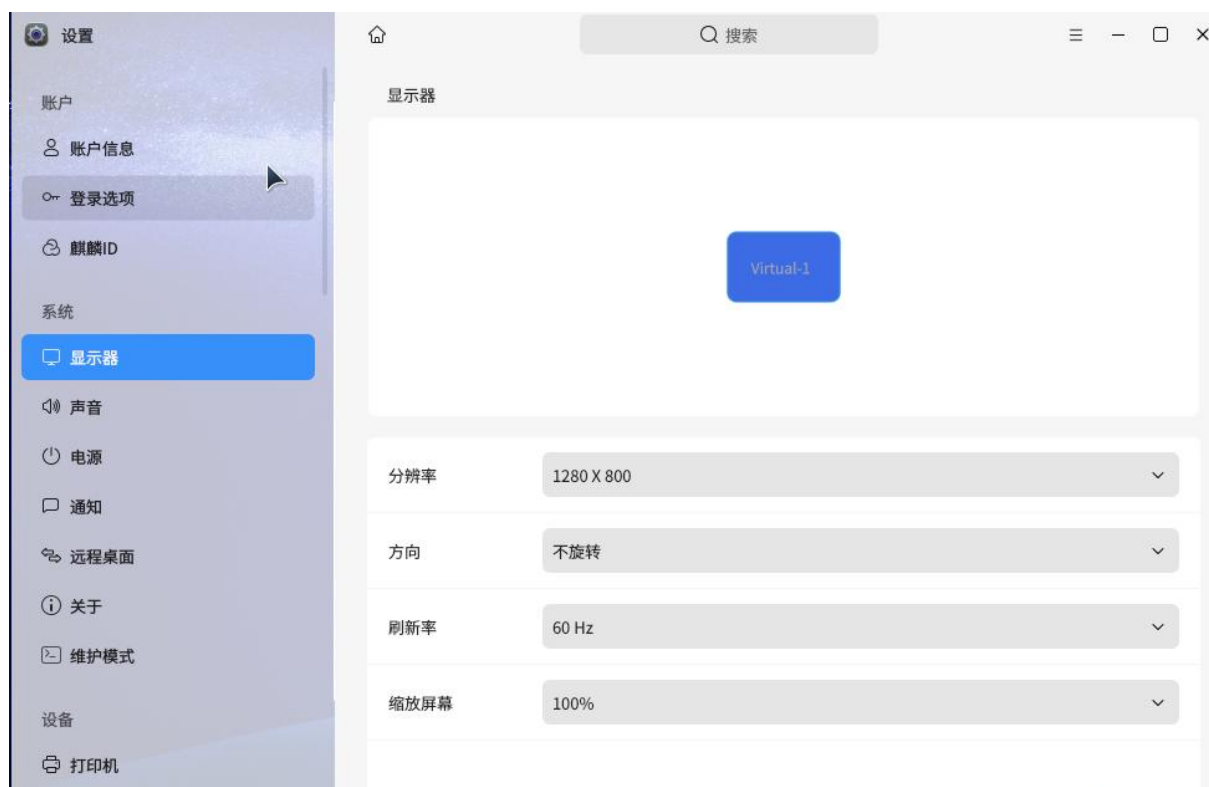 设置
搜索
账户
账户信息
登录选项
麒麟ID
系统
显示器
声音
电源
通知
远程桌面
关于
维护模式
设备
打印机
显示器
Virtual-1
分辨率 1280 X 800
方向 不旋转
刷新率 60 Hz
缩放屏幕 100%